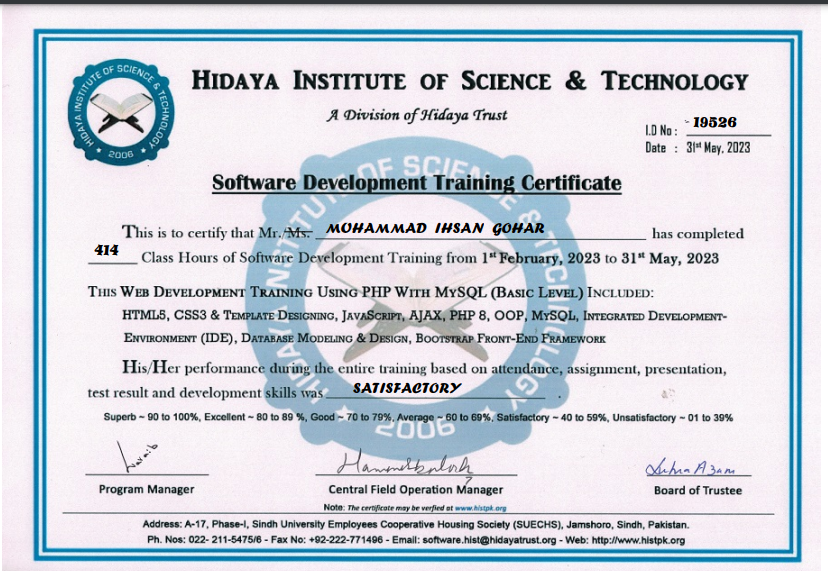 HIDAYA INSTITUTE OF SCIENCE & TECHNOLOGY
2006
HIDAYA INSTITUTE OF SCIENCE & TECHNOLOGY
A Division of Hidaya Trust
I.D No : 19526
Date : 31st May, 2023
Software Development Training Certificate
This is to certify that Mr./Ms. MOHAMMAD IHSAN GOHAR has completed
414 Class Hours of Software Development Training from 1st February, 2023 to 31st May, 2023
THIS WEB DEVELOPMENT TRAINING USING PHP WITH MYSQL (BASIC LEVEL) INCLUDED:
HTML5, CSS3 & TEMPLATE DESIGNING, JAVASCRIPT, AJAX, PHP 8, OOP, MYSQL, INTEGRATED DEVELOPMENT-
ENVIRONMENT (IDE), DATABASE MODELING & DESIGN, BOOTSTRAP FRONT-END FRAMEWORK
His/Her performance during the entire training based on attendance, assignment, presentation,
test result and development skills was SATISFACTORY .
Superb ~ 90 to 100%, Excellent ~ 80 to 89 %, Good ~ 70 to 79%, Average ~ 60 to 69%, Satisfactory ~ 40 to 59%, Unsatisfactory ~ 01 to 39%
HIDAYA INSTITUTE OF SCIENCE & TECHNOLOGY
2006
Program Manager
Central Field Operation Manager
Board of Trustee
Note: The certificate may be verfied at www.histpk.org
Address: A-17, Phase-I, Sindh University Employees Cooperative Housing Society (SUECHS), Jamshoro, Sindh, Pakistan.
Ph. Nos: 022- 211-5475/6 - Fax No: +92-222-771496 - Email: software.hist@hidayatrust.org - Web: http://www.histpk.org